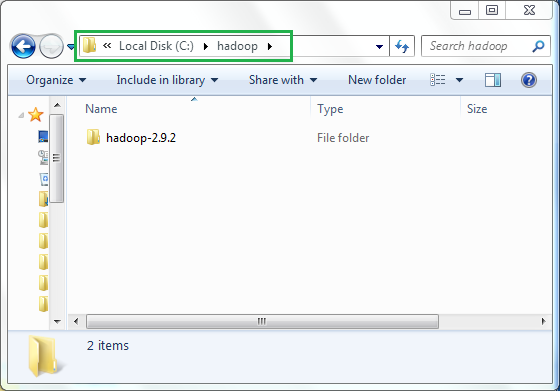 « Local Disk (C:) hadoop Search hadoop
Organize Include in library Share with New folder
Name Type Size
hadoop-2.9.2 File folder
2 items